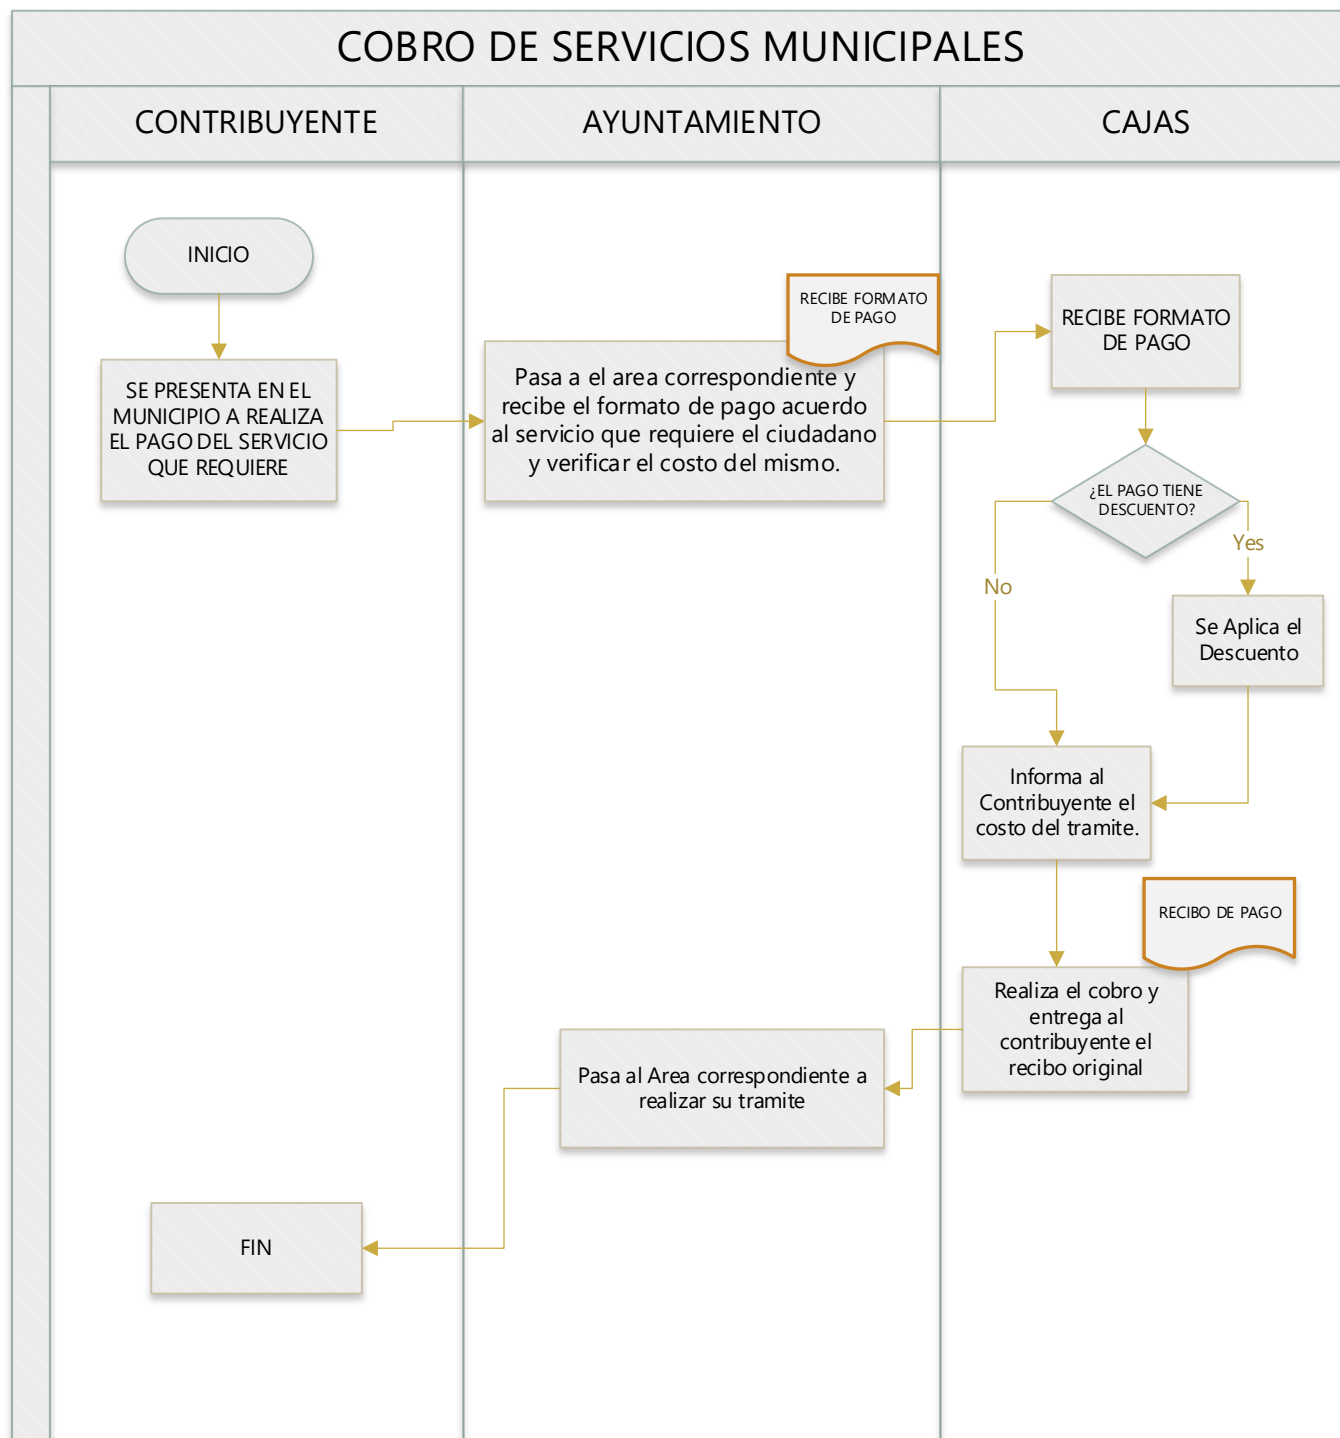 COBRO DE SERVICIOS MUNICIPALES
CONTRIBUYENTE
AYUNTAMIENTO
CAJAS
INICIO
SE PRESENTA EN EL
MUNICIPIO A REALIZA
EL PAGO DEL SERVICIO
QUE REQUIERE
RECIBE FORMATO
DE PAGO
Pasa a el area correspondiente y
recibe el formato de pago acuerdo
al servicio que requiere el ciudadano
y verificar el costo del mismo.
RECIBE FORMATO
DE PAGO
¿EL PAGO TIENE
DESCUENTO?
Yes
No
Se Aplica el
Descuento
Informa al
Contribuyente el
costo del tramite.
RECIBO DE PAGO
Realiza el cobro y
entrega al
contribuyente el
recibo original
Pasa al Area correspondiente a
realizar su tramite
FIN